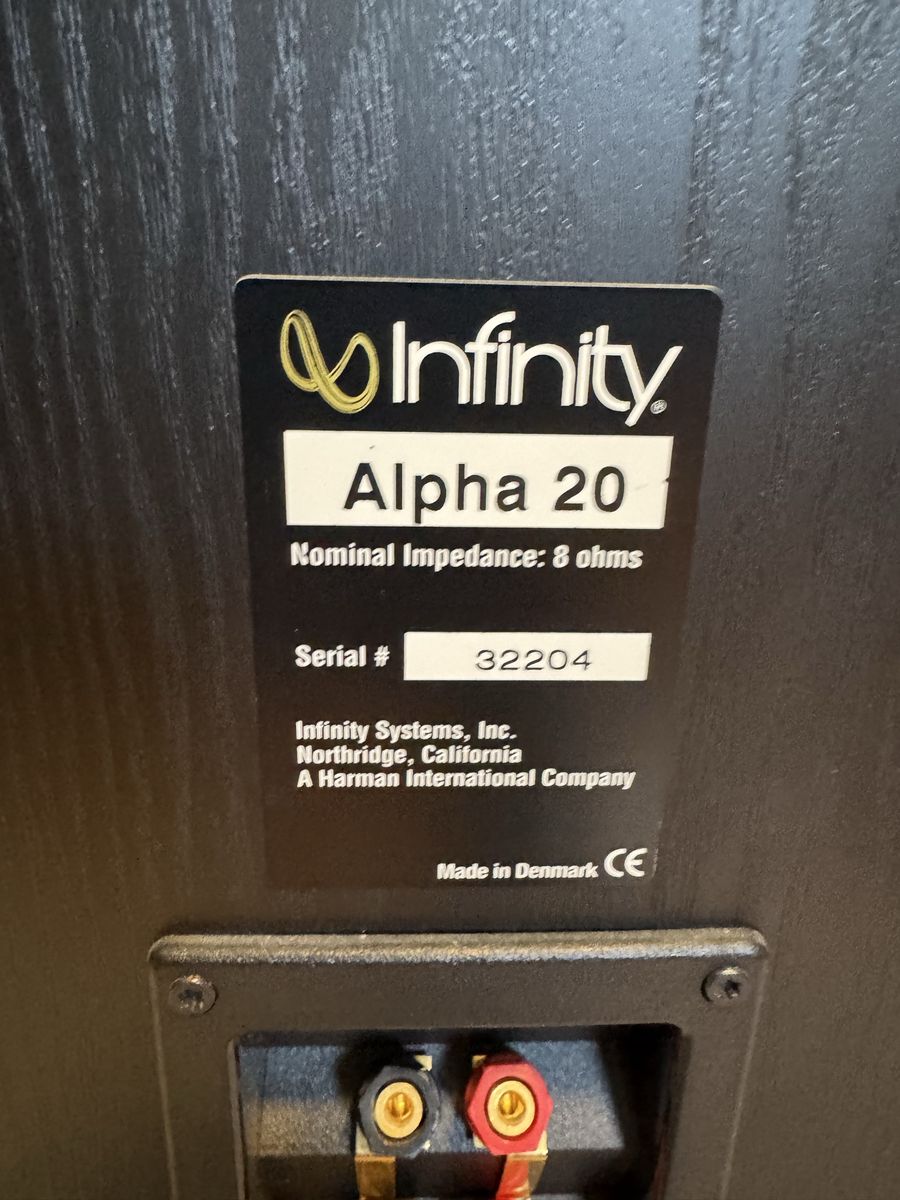 Infinity
Alpha 20
Nominal Impedance: 8 ohms
Serial # 32204
Infinity Systems, Inc.
Northridge, California
A Harman International Company
Made in Denmark CE